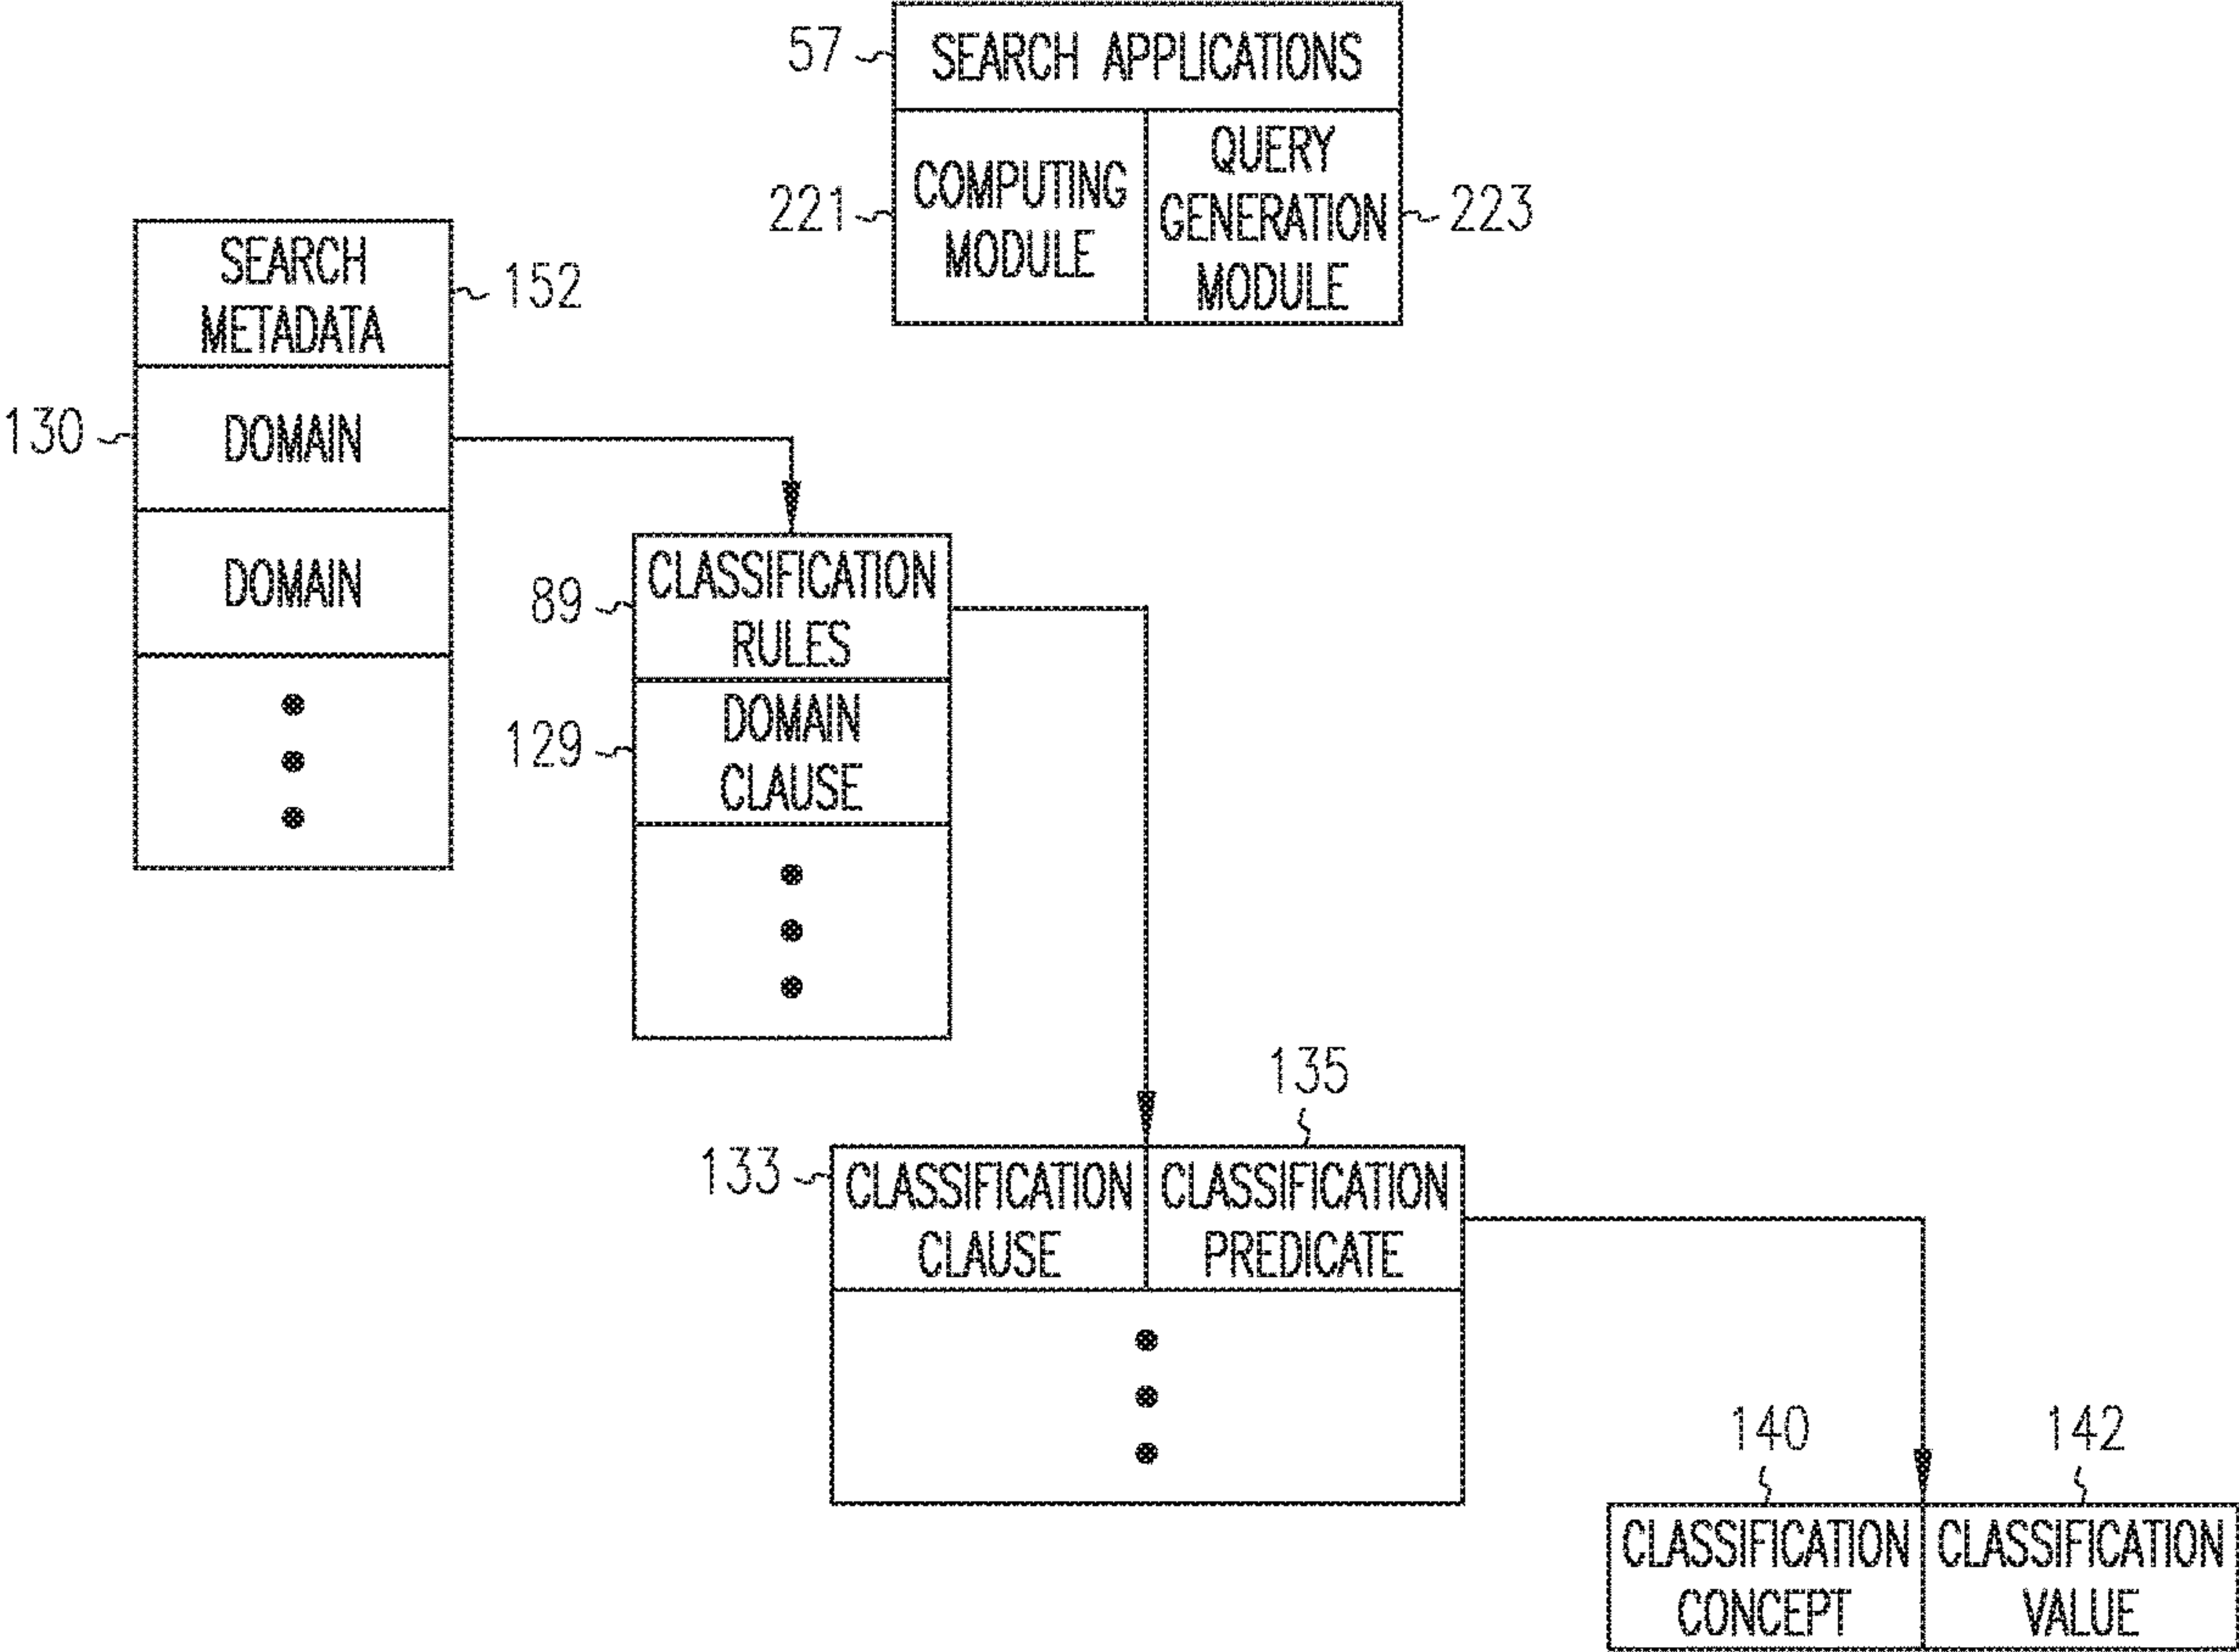 57
SEARCH APPLICATIONS
221
COMPUTING
MODULE
QUERY
GENERATION
MODULE
223
SEARCH
METADATA
152
130
DOMAIN
DOMAIN
89
CLASSIFICATION
RULES
129
DOMAIN
CLAUSE
133
CLASSIFICATION
CLAUSE
135
CLASSIFICATION
PREDICATE
140
CLASSIFICATION
CONCEPT
142
CLASSIFICATION
VALUE